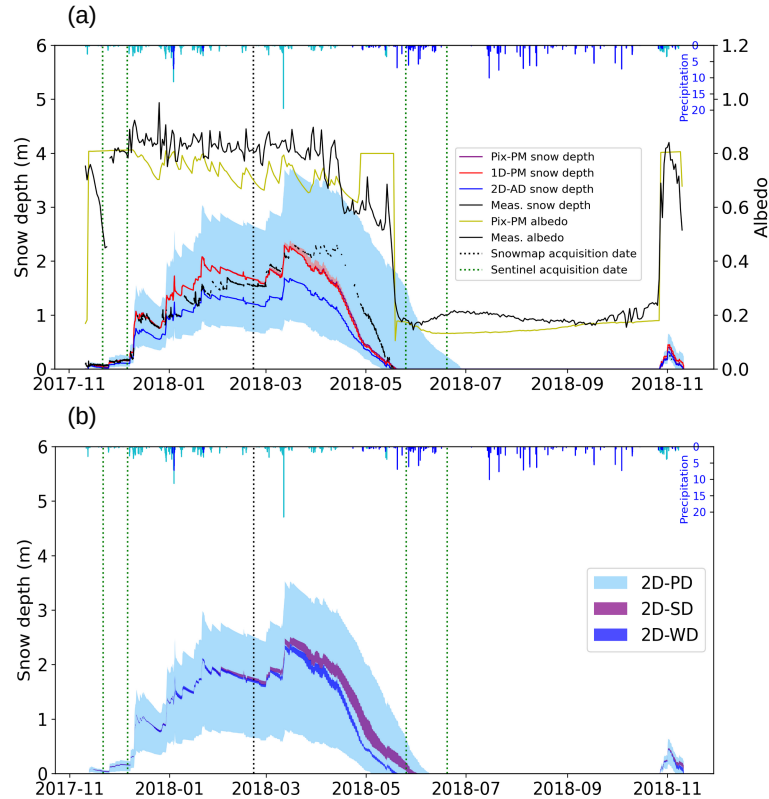 (a)
6
5
4
3
2
1
0
Snow depth (m)
1.2
1.0
0.8
0.6
0.4
0.2
0.0
Albedo
0
5
10
15
20
Precipitation
Pix-PM snow depth
1D-PM snow depth
2D-AD snow depth
Meas. snow depth
Pix-PM albedo
Meas. albedo
Snowmap acquisition date
Sentinel acquisition date
2017-11 2018-01 2018-03 2018-05 2018-07 2018-09 2018-11
(b)
6
5
4
3
2
1
0
Snow depth (m)
0
5
10
15
20
Precipitation
2D-PD
2D-SD
2D-WD
2017-11 2018-01 2018-03 2018-05 2018-07 2018-09 2018-11